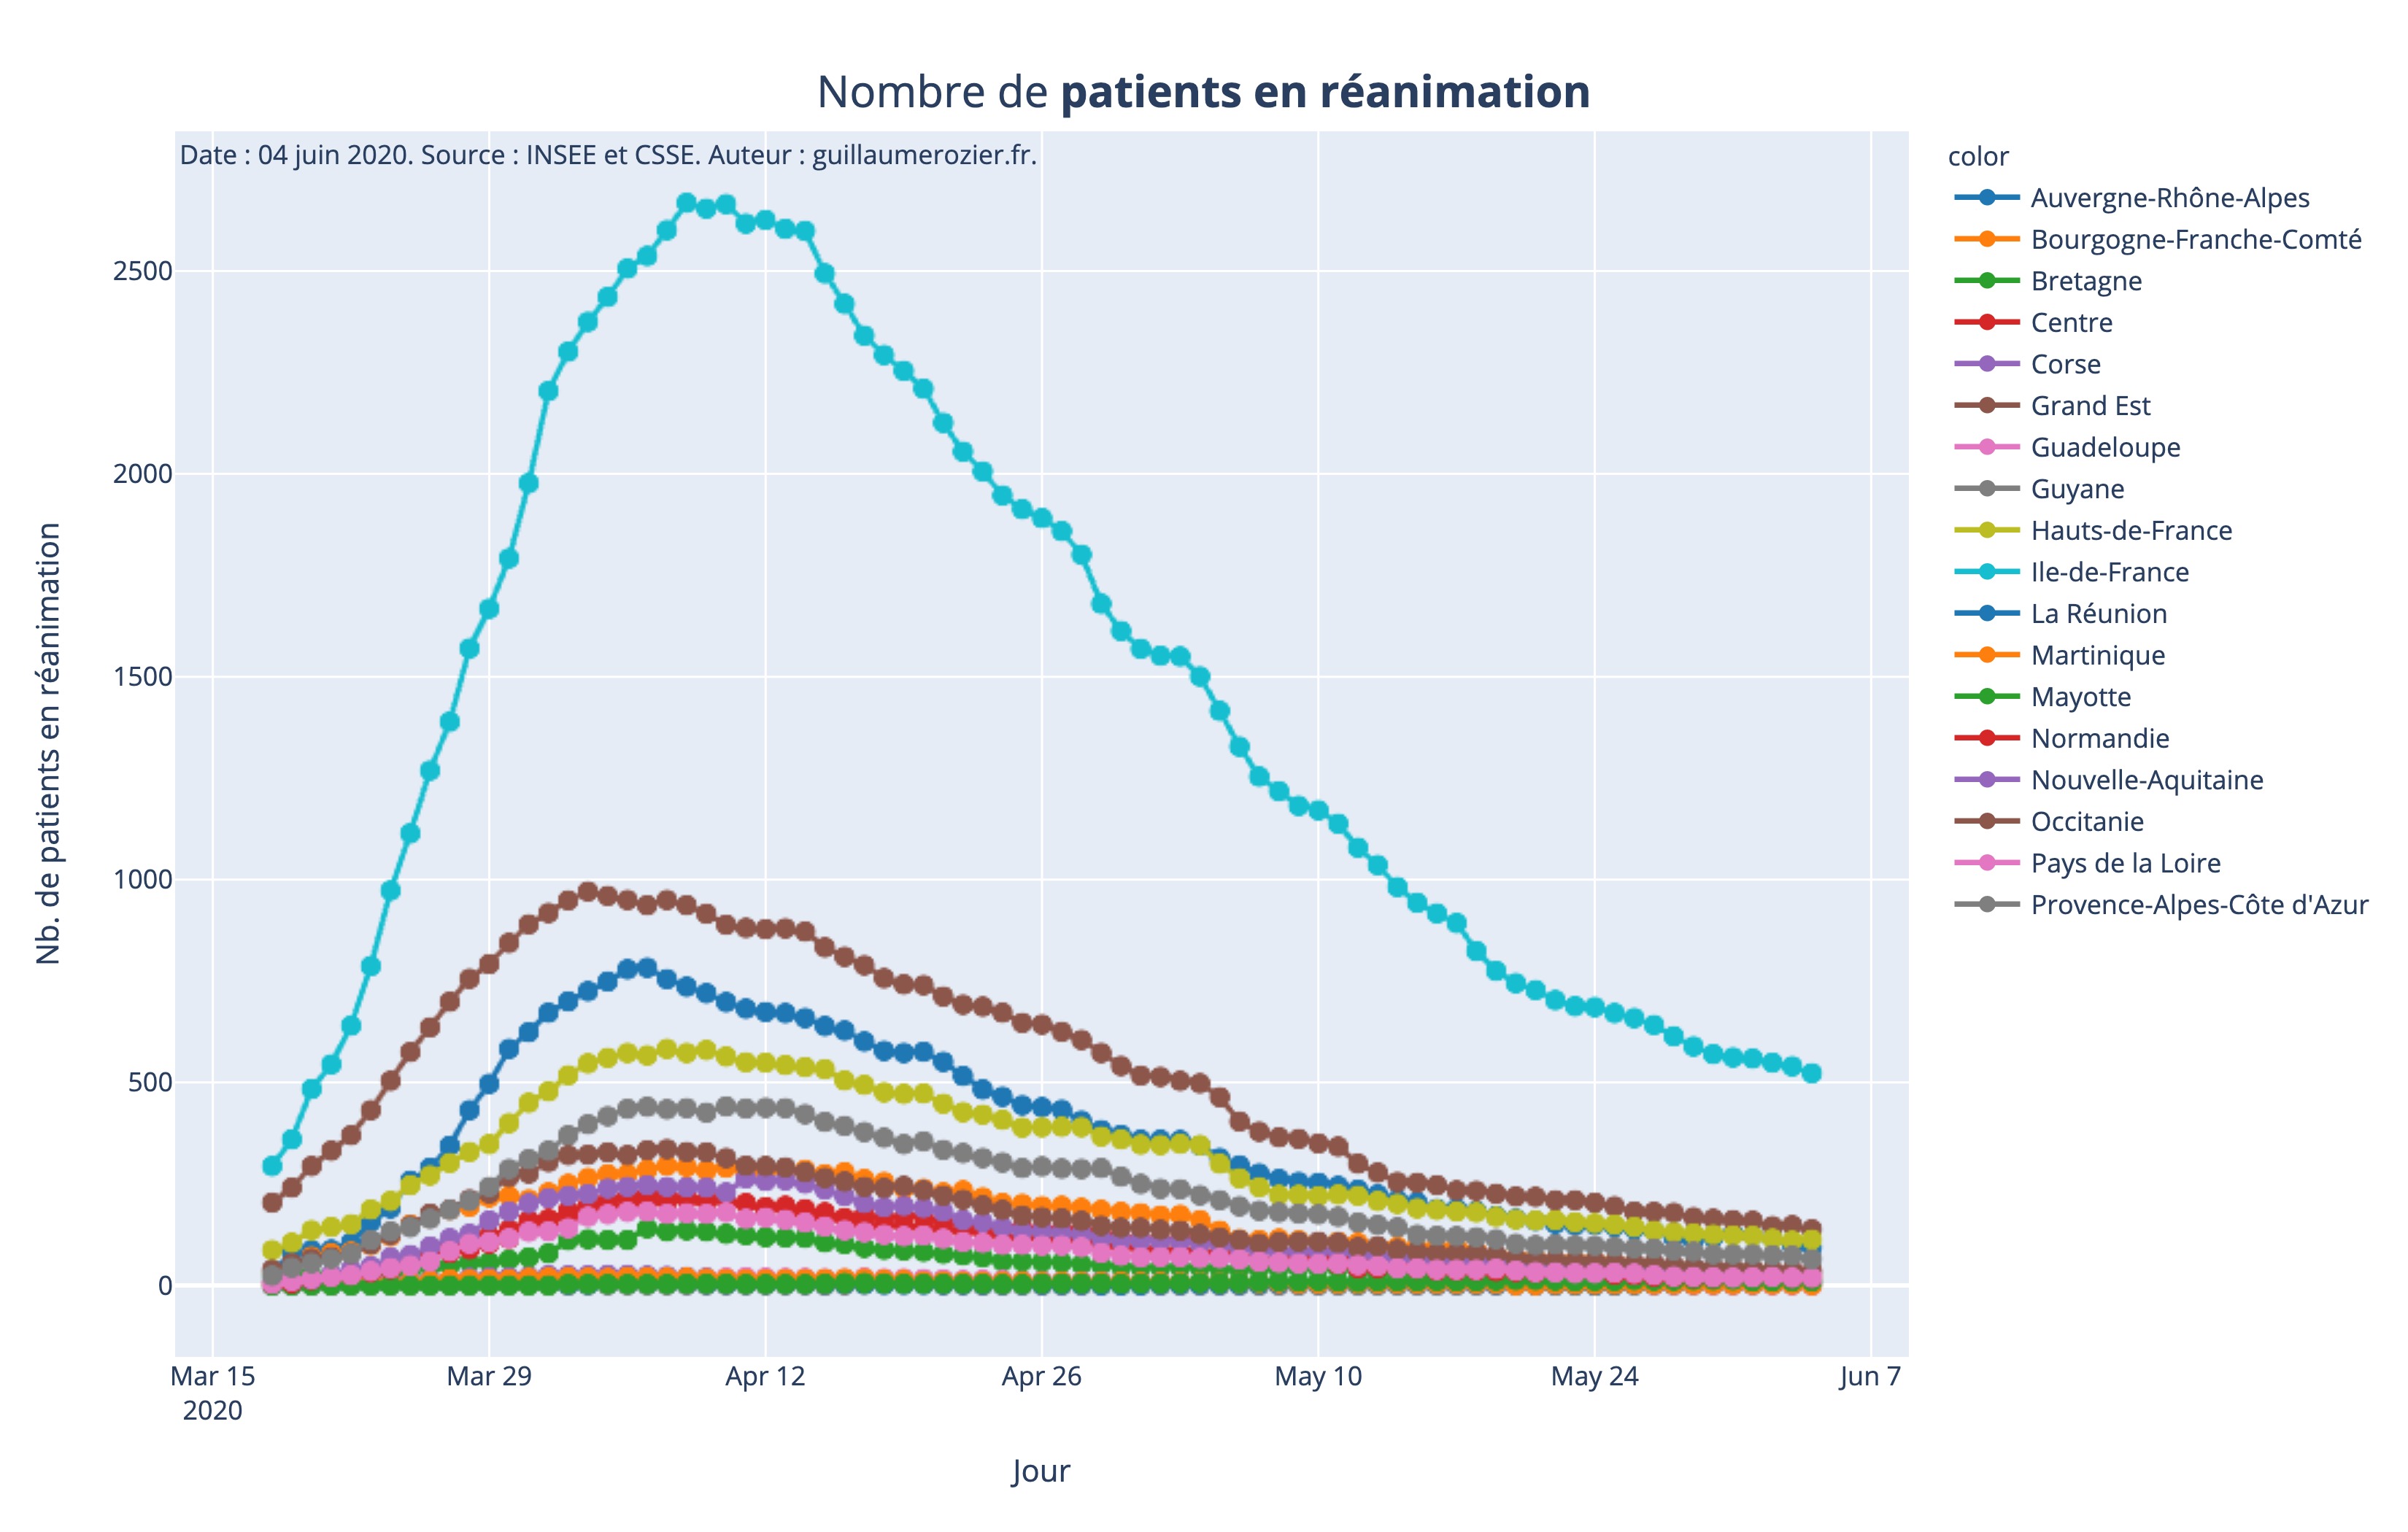 Nombre de patients en réanimation
Date : 04 juin 2020. Source : INSEE et CSSE. Auteur : guillaumerozier.fr.
color
Auvergne-Rhône-Alpes
Bourgogne-Franche-Comté
Bretagne
Centre
Corse
Grand Est
Guadeloupe
Guyane
Hauts-de-France
Ile-de-France
La Réunion
Martinique
Mayotte
Normandie
Nouvelle-Aquitaine
Occitanie
Pays de la Loire
Provence-Alpes-Côte d'Azur
Nb. de patients en réanimation
2500
2000
1500
1000
500
0
Mar 15 Mar 29 Apr 12 Apr 26 May 10 May 24 Jun 7
2020
Jour